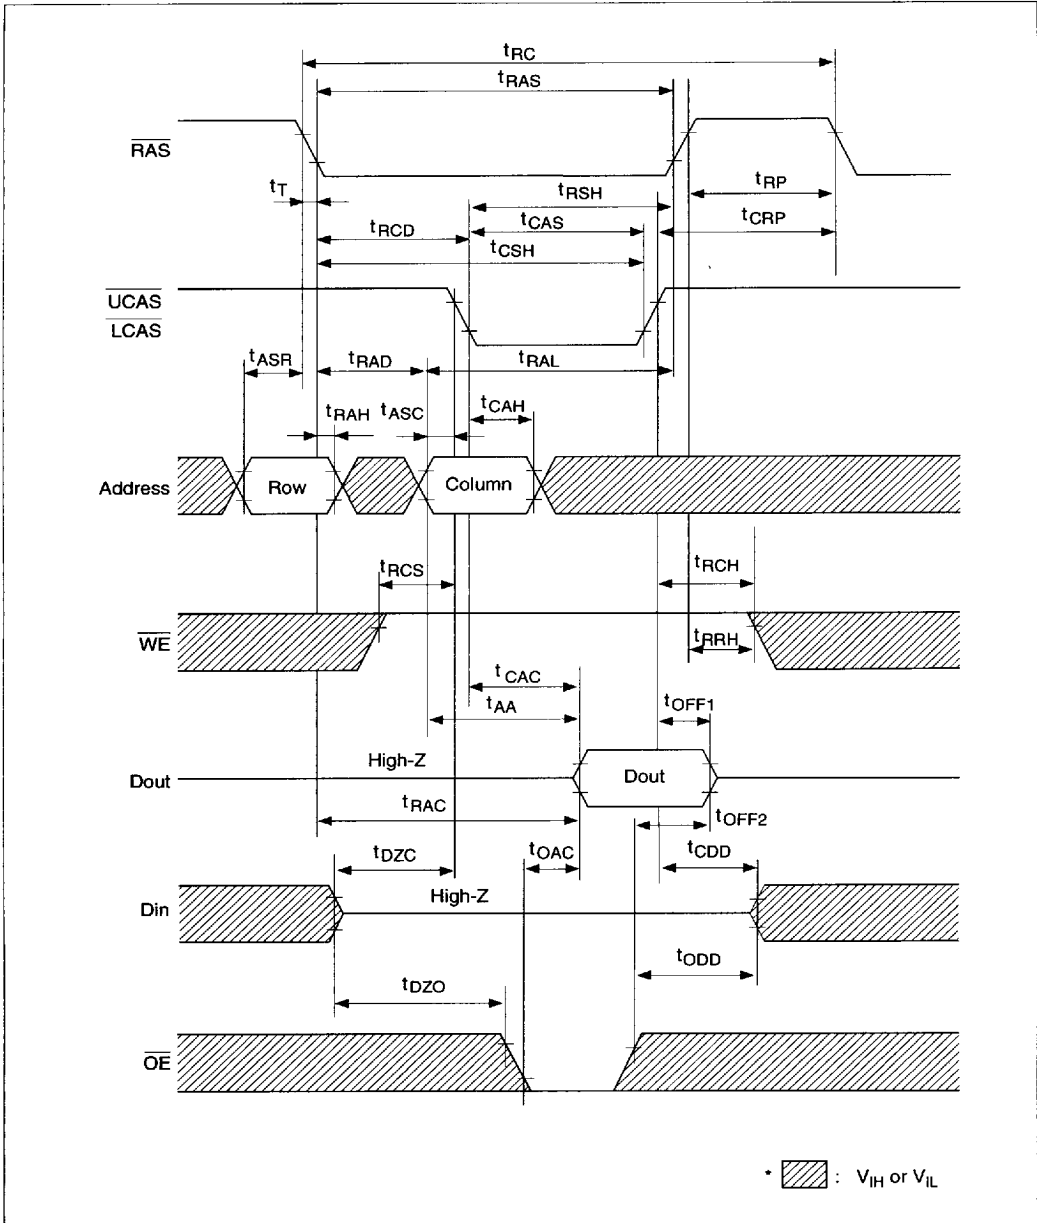 tRC
tRAS
RAS
tT
tRP
tRSH
tCRP
tRCD
tCAS
tCSH
UCAS
LCAS
tASR
tRAD
tRAL
tRAH
tASC
tCAH
Address
Row
Column
tRCS
tRCH
WE
tRRH
tCAC
tAA
tOFF1
High-Z
Dout
Dout
tRAC
tOFF2
tDZC
tOAC
tCDD
Din
High-Z
tODD
tDZO
OE
* : VIH or VIL